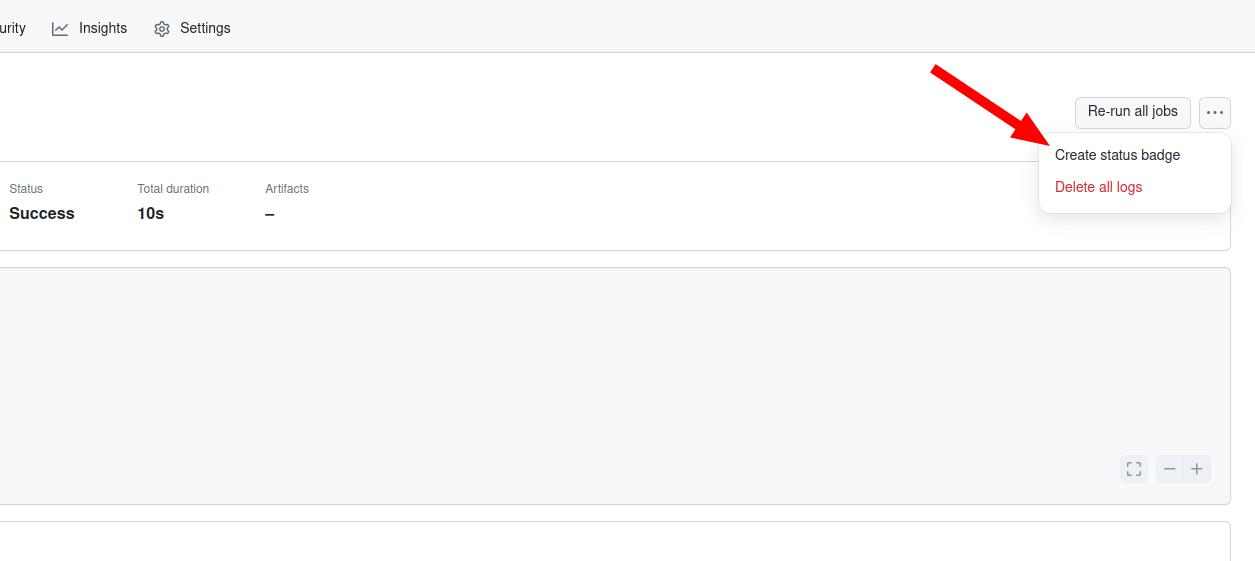 urity Insights Settings
Re-run all jobs
Create status badge
Delete all logs
Status Total duration Artifacts
Success 10s –